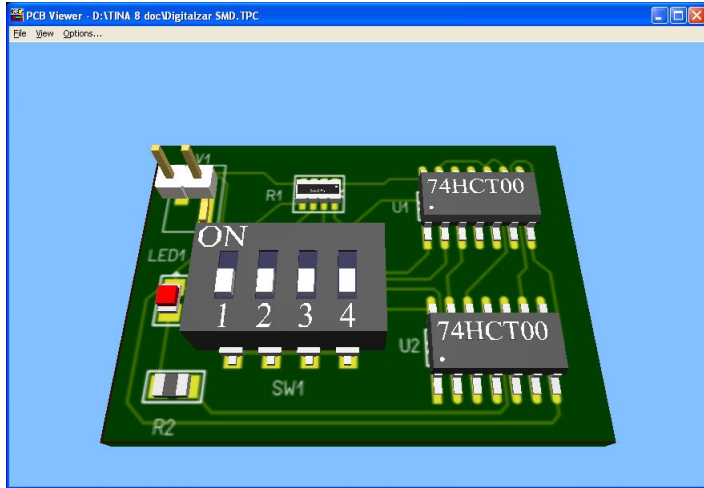 PCB Viewer - D:\TINA 8 doc\Digitalzar SMD.TPC
File View Options...
V1
R1
74HCT00
U1
ON
LED1
1 2 3 4
74HCT00
U2
SW1
R2